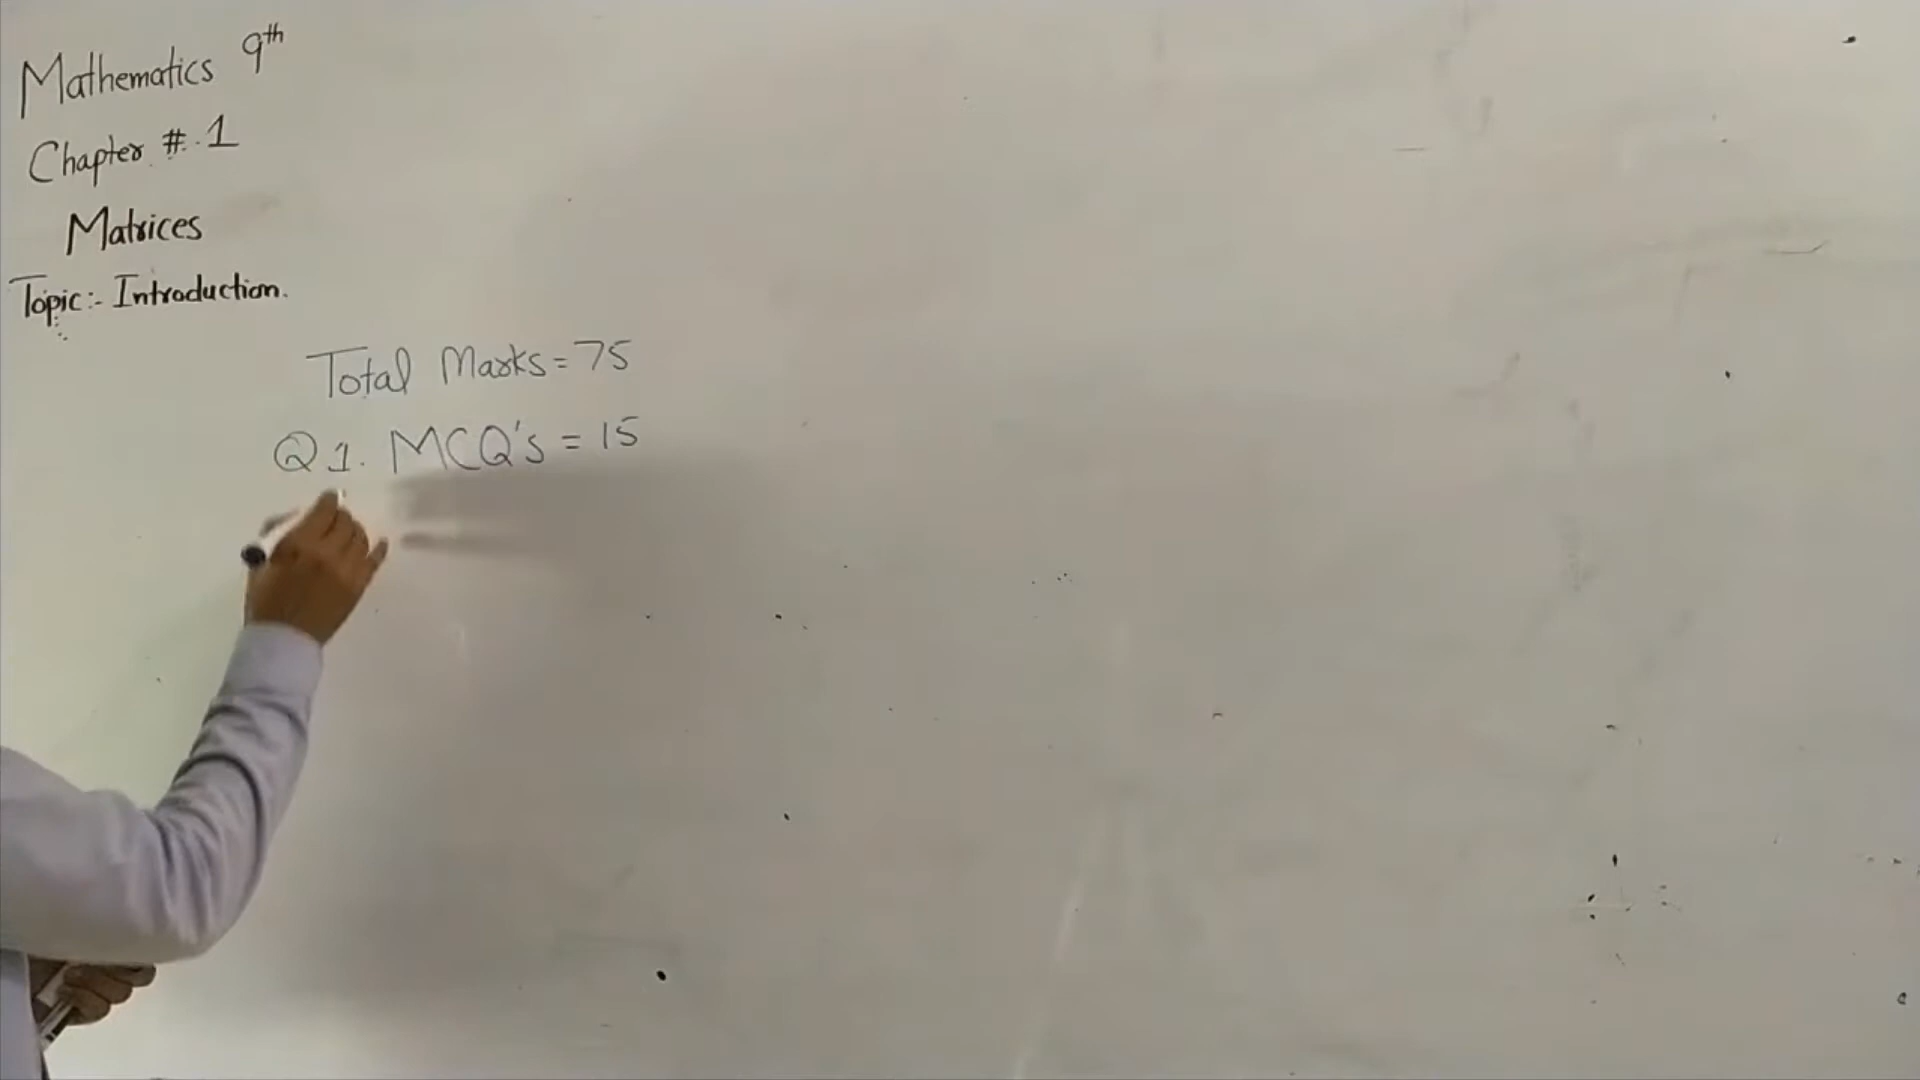 Mathematics 9th
Chapter # 1
Matrices
Topic:- Introduction.
Total Marks = 75
Q1. MCQ's = 15